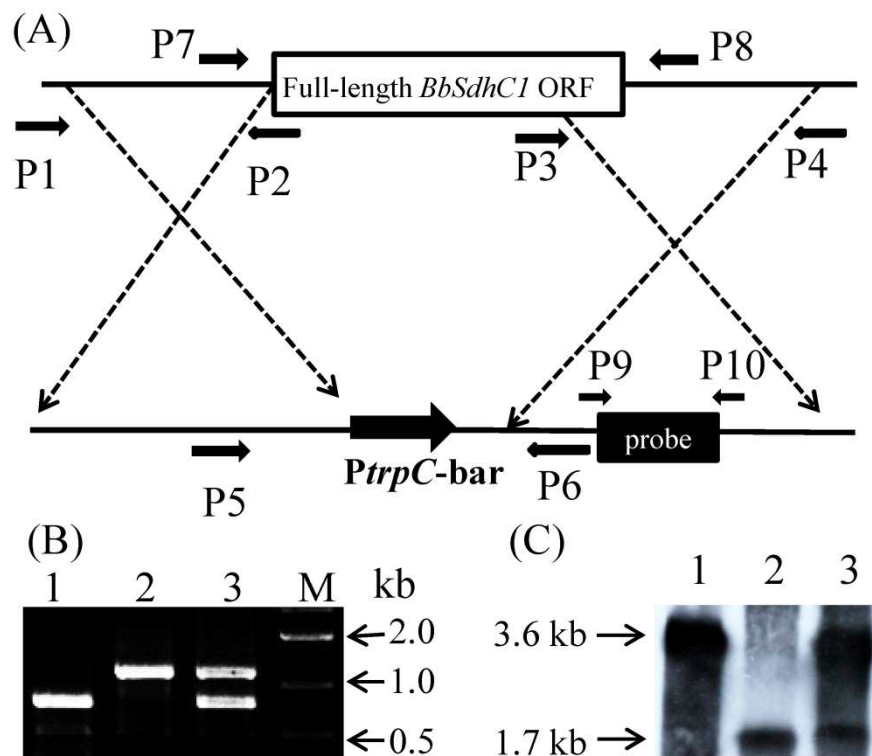 (A)
P7
P8
Full-length BbSdhC1 ORF
P1
P2
P3
P4
P9
P10
probe
P5
PtrpC-bar
P6
(B)
(C)
1 2 3 M kb
2.0
1.0
0.5
1 2 3
3.6 kb
1.7 kb